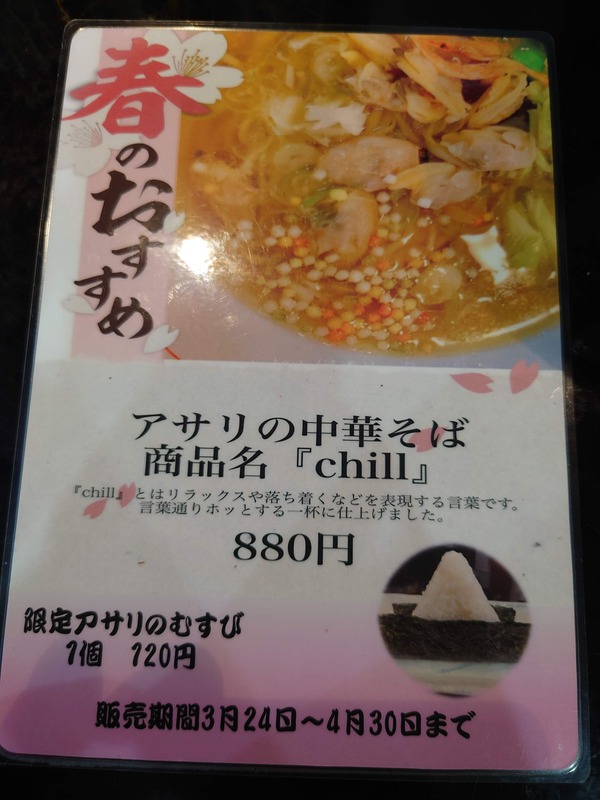 春のおすすめ
アサリの中華そば
商品名『chill』
『chill』とはリラックスや落ち着くなどを表現する言葉です。
言葉通りホッとする一杯に仕上げました。
880円
限定アサリのむすび
1個 120円
販売期間3月24日～4月30日まで